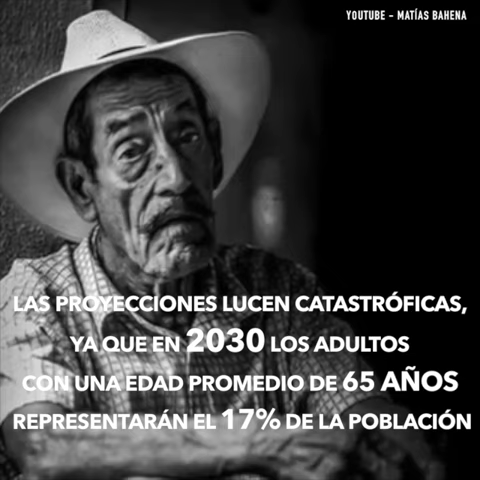 YOUTUBE - MATÍAS BAHENA
LAS PROYECCIONES LUCEN CATASTRÓFICAS,
YA QUE EN 2030 LOS ADULTOS
CON UNA EDAD PROMEDIO DE 65 AÑOS
REPRESENTARÁN EL 17% DE LA POBLACIÓN